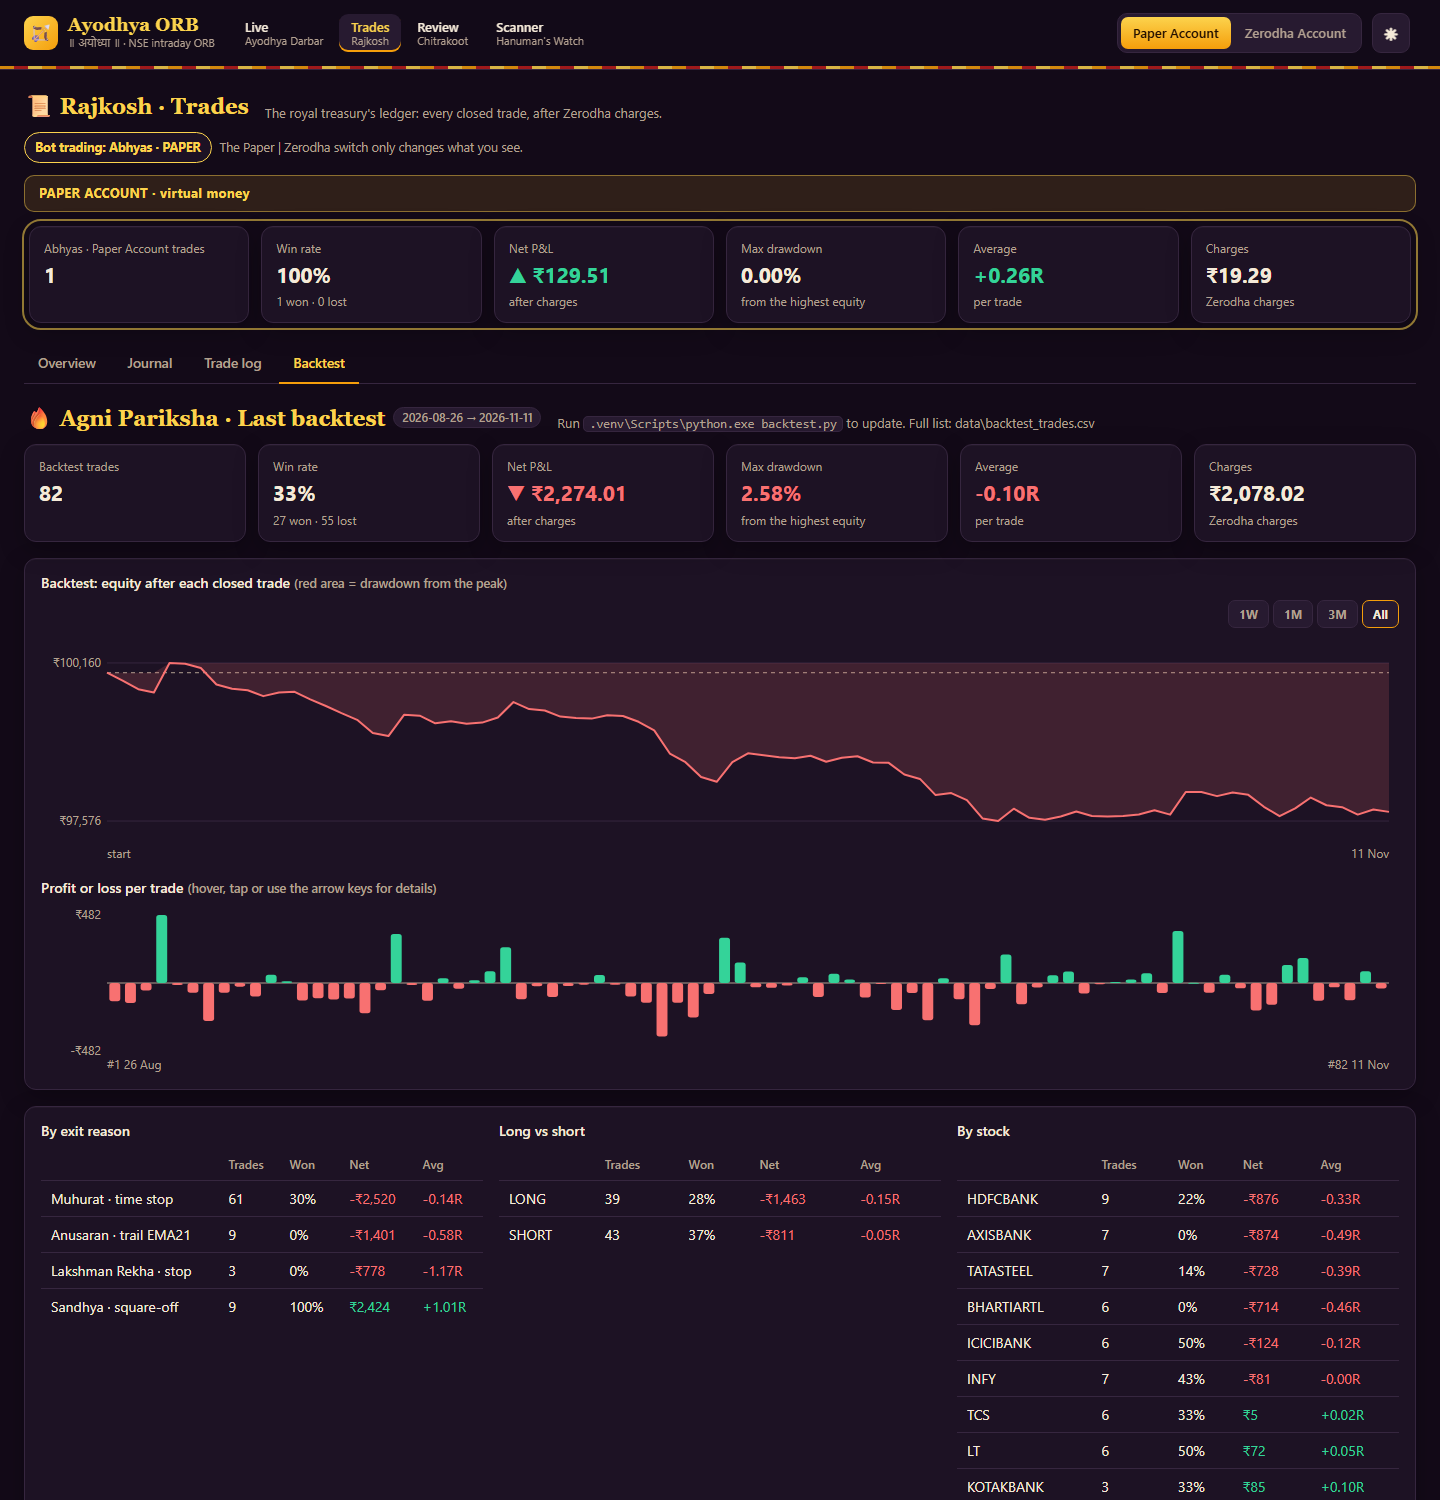 Ayodhya ORB
॥ अयोध्या ॥ · NSE intraday ORB
Live
Ayodhya Darbar
Trades
Rajkosh
Review
Chitrakoot
Scanner
Hanuman's Watch
Paper Account
Zerodha Account
Rajkosh · Trades
The royal treasury's ledger: every closed trade, after Zerodha charges.
Bot trading: Abhyas · PAPER
The Paper | Zerodha switch only changes what you see.
PAPER ACCOUNT · virtual money
Abhyas · Paper Account trades
1
Win rate
100%
1 won · 0 lost
Net P&L
▲ ₹129.51
after charges
Max drawdown
0.00%
from the highest equity
Average
+0.26R
per trade
Charges
₹19.29
Zerodha charges
Overview Journal Trade log Backtest
Agni Pariksha · Last backtest
2026-08-26 → 2026-11-11
Run .venv\Scripts\python.exe backtest.py to update. Full list: data\backtest_trades.csv
Backtest trades
82
Win rate
33%
27 won · 55 lost
Net P&L
▼ ₹2,274.01
after charges
Max drawdown
2.58%
from the highest equity
Average
-0.10R
per trade
Charges
₹2,078.02
Zerodha charges
Backtest: equity after each closed trade (red area = drawdown from the peak)
1W 1M 3M All
₹100,160
₹97,576
start 11 Nov
Profit or loss per trade (hover, tap or use the arrow keys for details)
₹482
-₹482
#1 26 Aug #82 11 Nov
By exit reason
Trades Won Net Avg
Muhurat · time stop 61 30% -₹2,520 -0.14R
Anusaran · trail EMA21 9 0% -₹1,401 -0.58R
Lakshman Rekha · stop 3 0% -₹778 -1.17R
Sandhya · square-off 9 100% ₹2,424 +1.01R
Long vs short
Trades Won Net Avg
LONG 39 28% -₹1,463 -0.15R
SHORT 43 37% -₹811 -0.05R
By stock
Trades Won Net Avg
HDFCBANK 9 22% -₹876 -0.33R
AXISBANK 7 0% -₹874 -0.49R
TATASTEEL 7 14% -₹728 -0.39R
BHARTIARTL 6 0% -₹714 -0.46R
ICICIBANK 6 50% -₹124 -0.12R
INFY 7 43% -₹81 -0.00R
TCS 6 33% ₹5 +0.02R
LT 6 50% ₹72 +0.05R
KOTAKBANK 3 33% ₹85 +0.10R